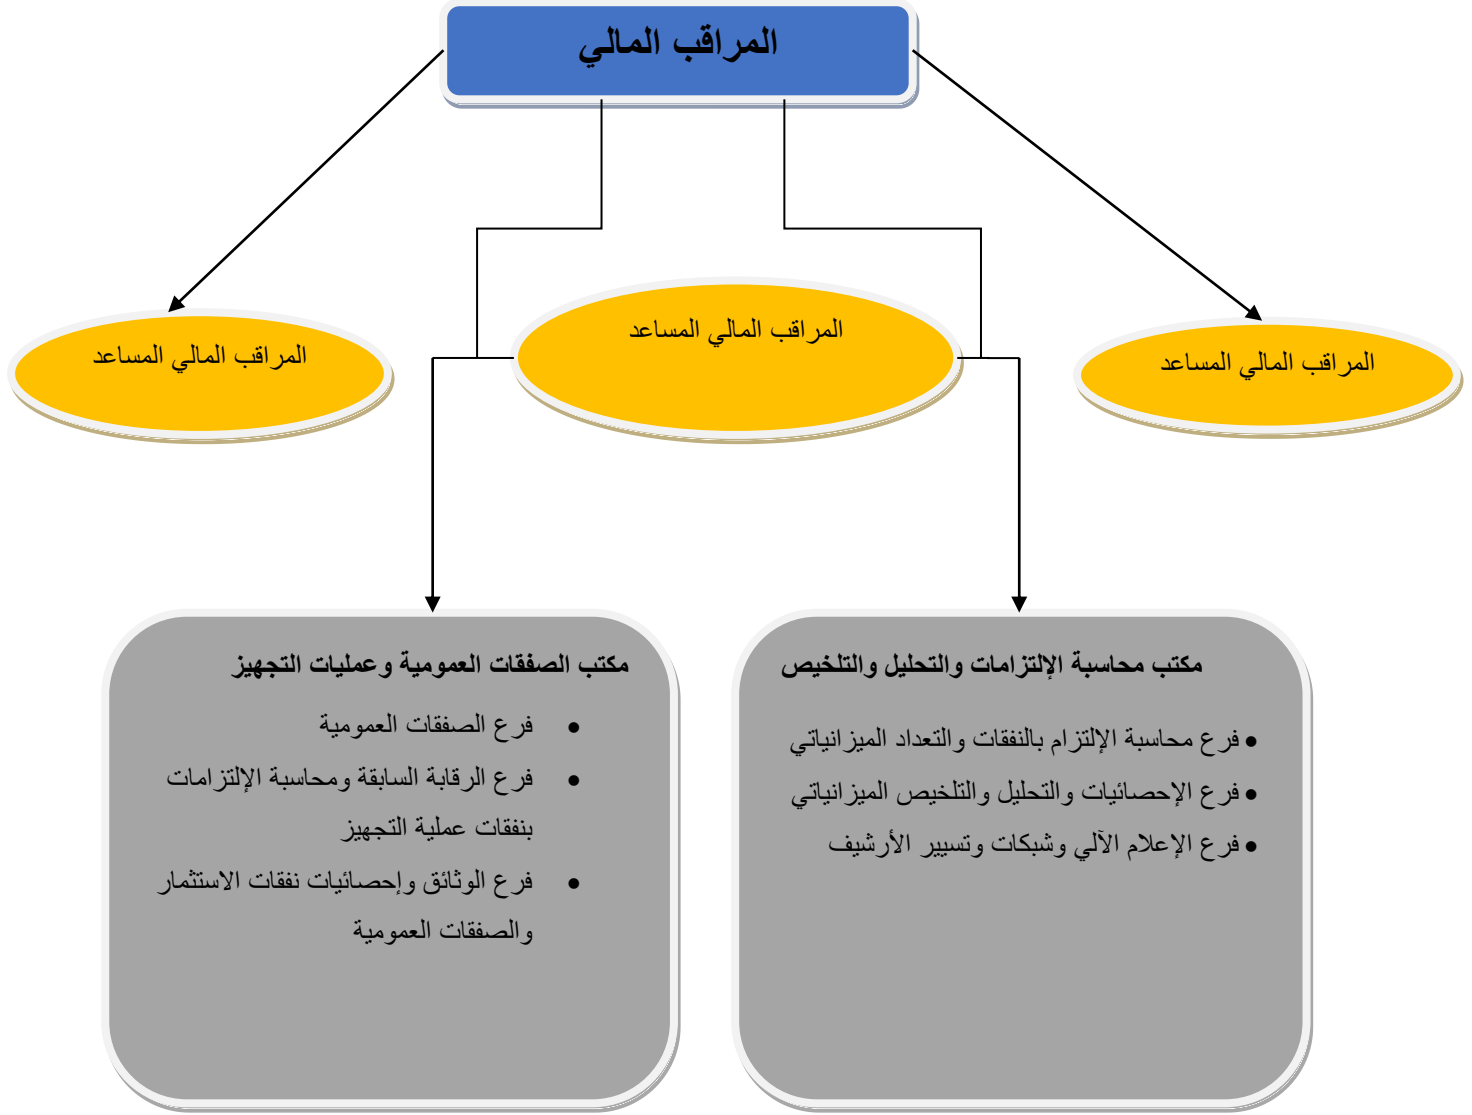 المراقب المالي
المراقب المالي المساعد
المراقب المالي المساعد
المراقب المالي المساعد
مكتب محاسبة الإلتزامات والتحليل والتلخيص
• فرع محاسبة الإلتزام بالنفقات والتعداد الميزانياتي
• فرع الإحصائيات والتحليل والتلخيص الميزانياتي
• فرع الإعلام الآلي وشبكات وتسيير الأرشيف
مكتب الصفقات العمومية وعمليات التجهيز
• فرع الصفقات العمومية
• فرع الرقابة السابقة ومحاسبة الإلتزامات
بنفقات عملية التجهيز
• فرع الوثائق وإحصائيات نفقات الاستثمار
والصفقات العمومية